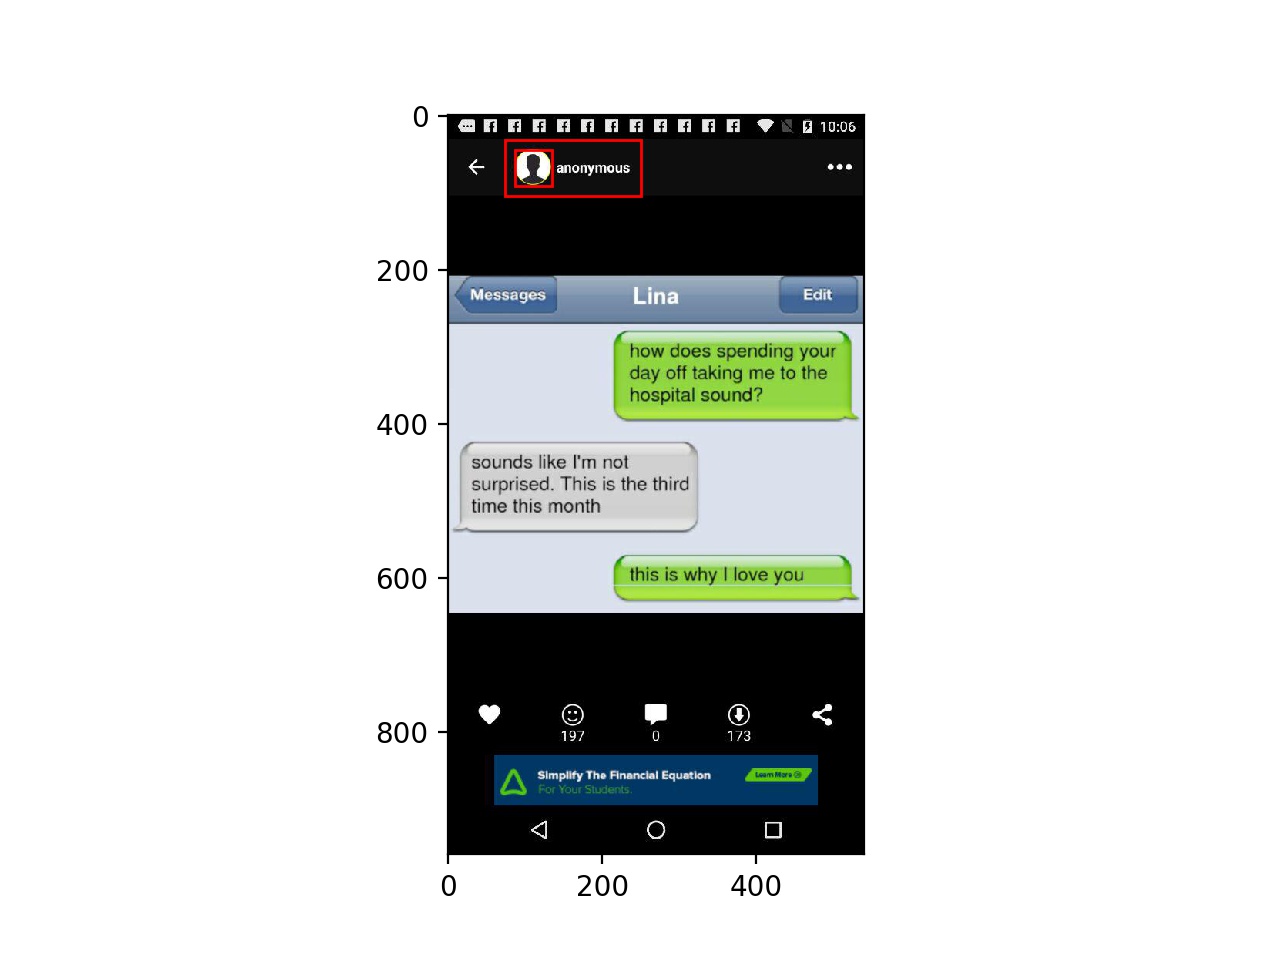 10:06
anonymous
Messages
Lina
Edit
how does spending your
day off taking me to the
hospital sound?
sounds like I'm not
surprised. This is the third
time this month
this is why I love you
197
0
173
Simplify The Financial Equation
For Your Students.
Learn More
0
200
400
600
800
0
200
400